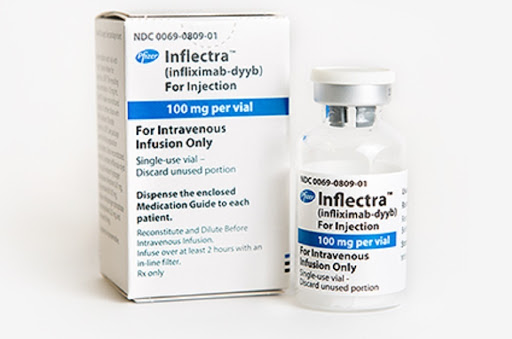 NDC 0069-0809-01
Pfizer Inflectra™
(infliximab-dyyb)
For Injection
100 mg per vial
For Intravenous
Infusion Only
Single-use vial –
Discard unused portion
Dispense the enclosed
Medication Guide to each
patient.
Reconstitute and Dilute Before
Intravenous Infusion.
Infuse over at least 2 hours with an
in-line filter.
Rx only
NDC 0069-0809-01
Pfizer Inflectra™
(infliximab-dyyb)
For Injection
100 mg per vial
For Intravenous
Infusion Only
Single-use vial –
Discard unused portion